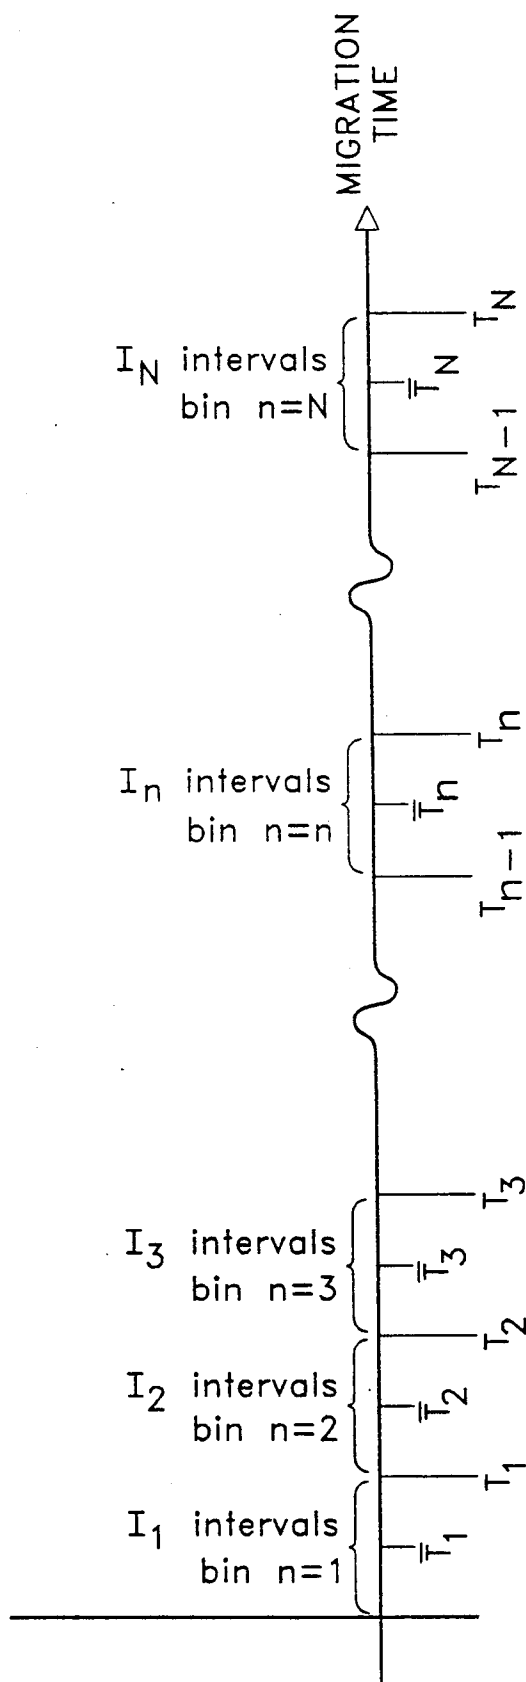 MIGRATION
TIME
I_N intervals
bin n=N
T_N
T̿_N
T_N-1
I_n intervals
bin n=n
T_n
T̿_n
T_n-1
I_3 intervals
bin n=3
T_3
T̿_3
T_2
I_2 intervals
bin n=2
T̿_2
T_1
I_1 intervals
bin n=1
T̿_1